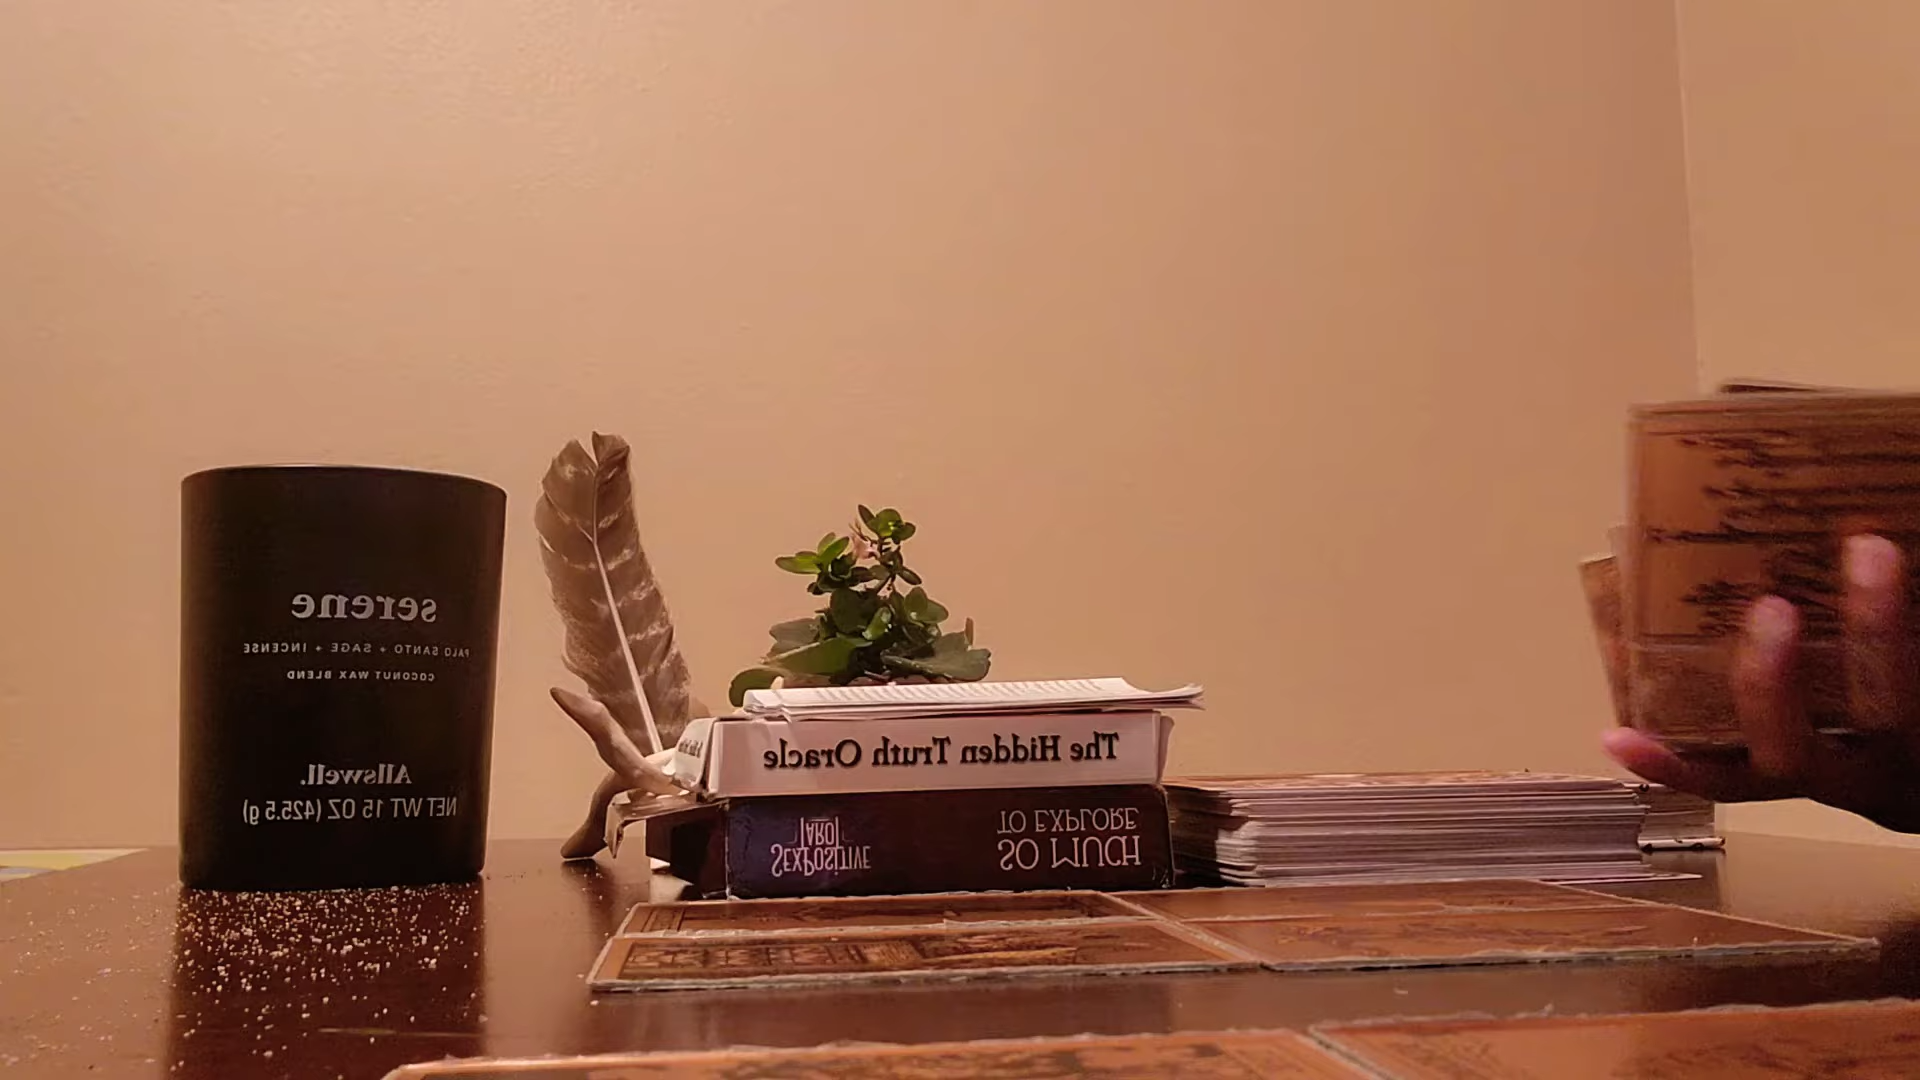 serene
PALO SANTO + SAGE + INCENSE
COCONUT WAX BLEND
Allswell.
NET WT 15 OZ (425.5 g)
The Hidden Truth Oracle
SEXPOSITIVE
TAROT
SO MUCH
TO EXPLORE